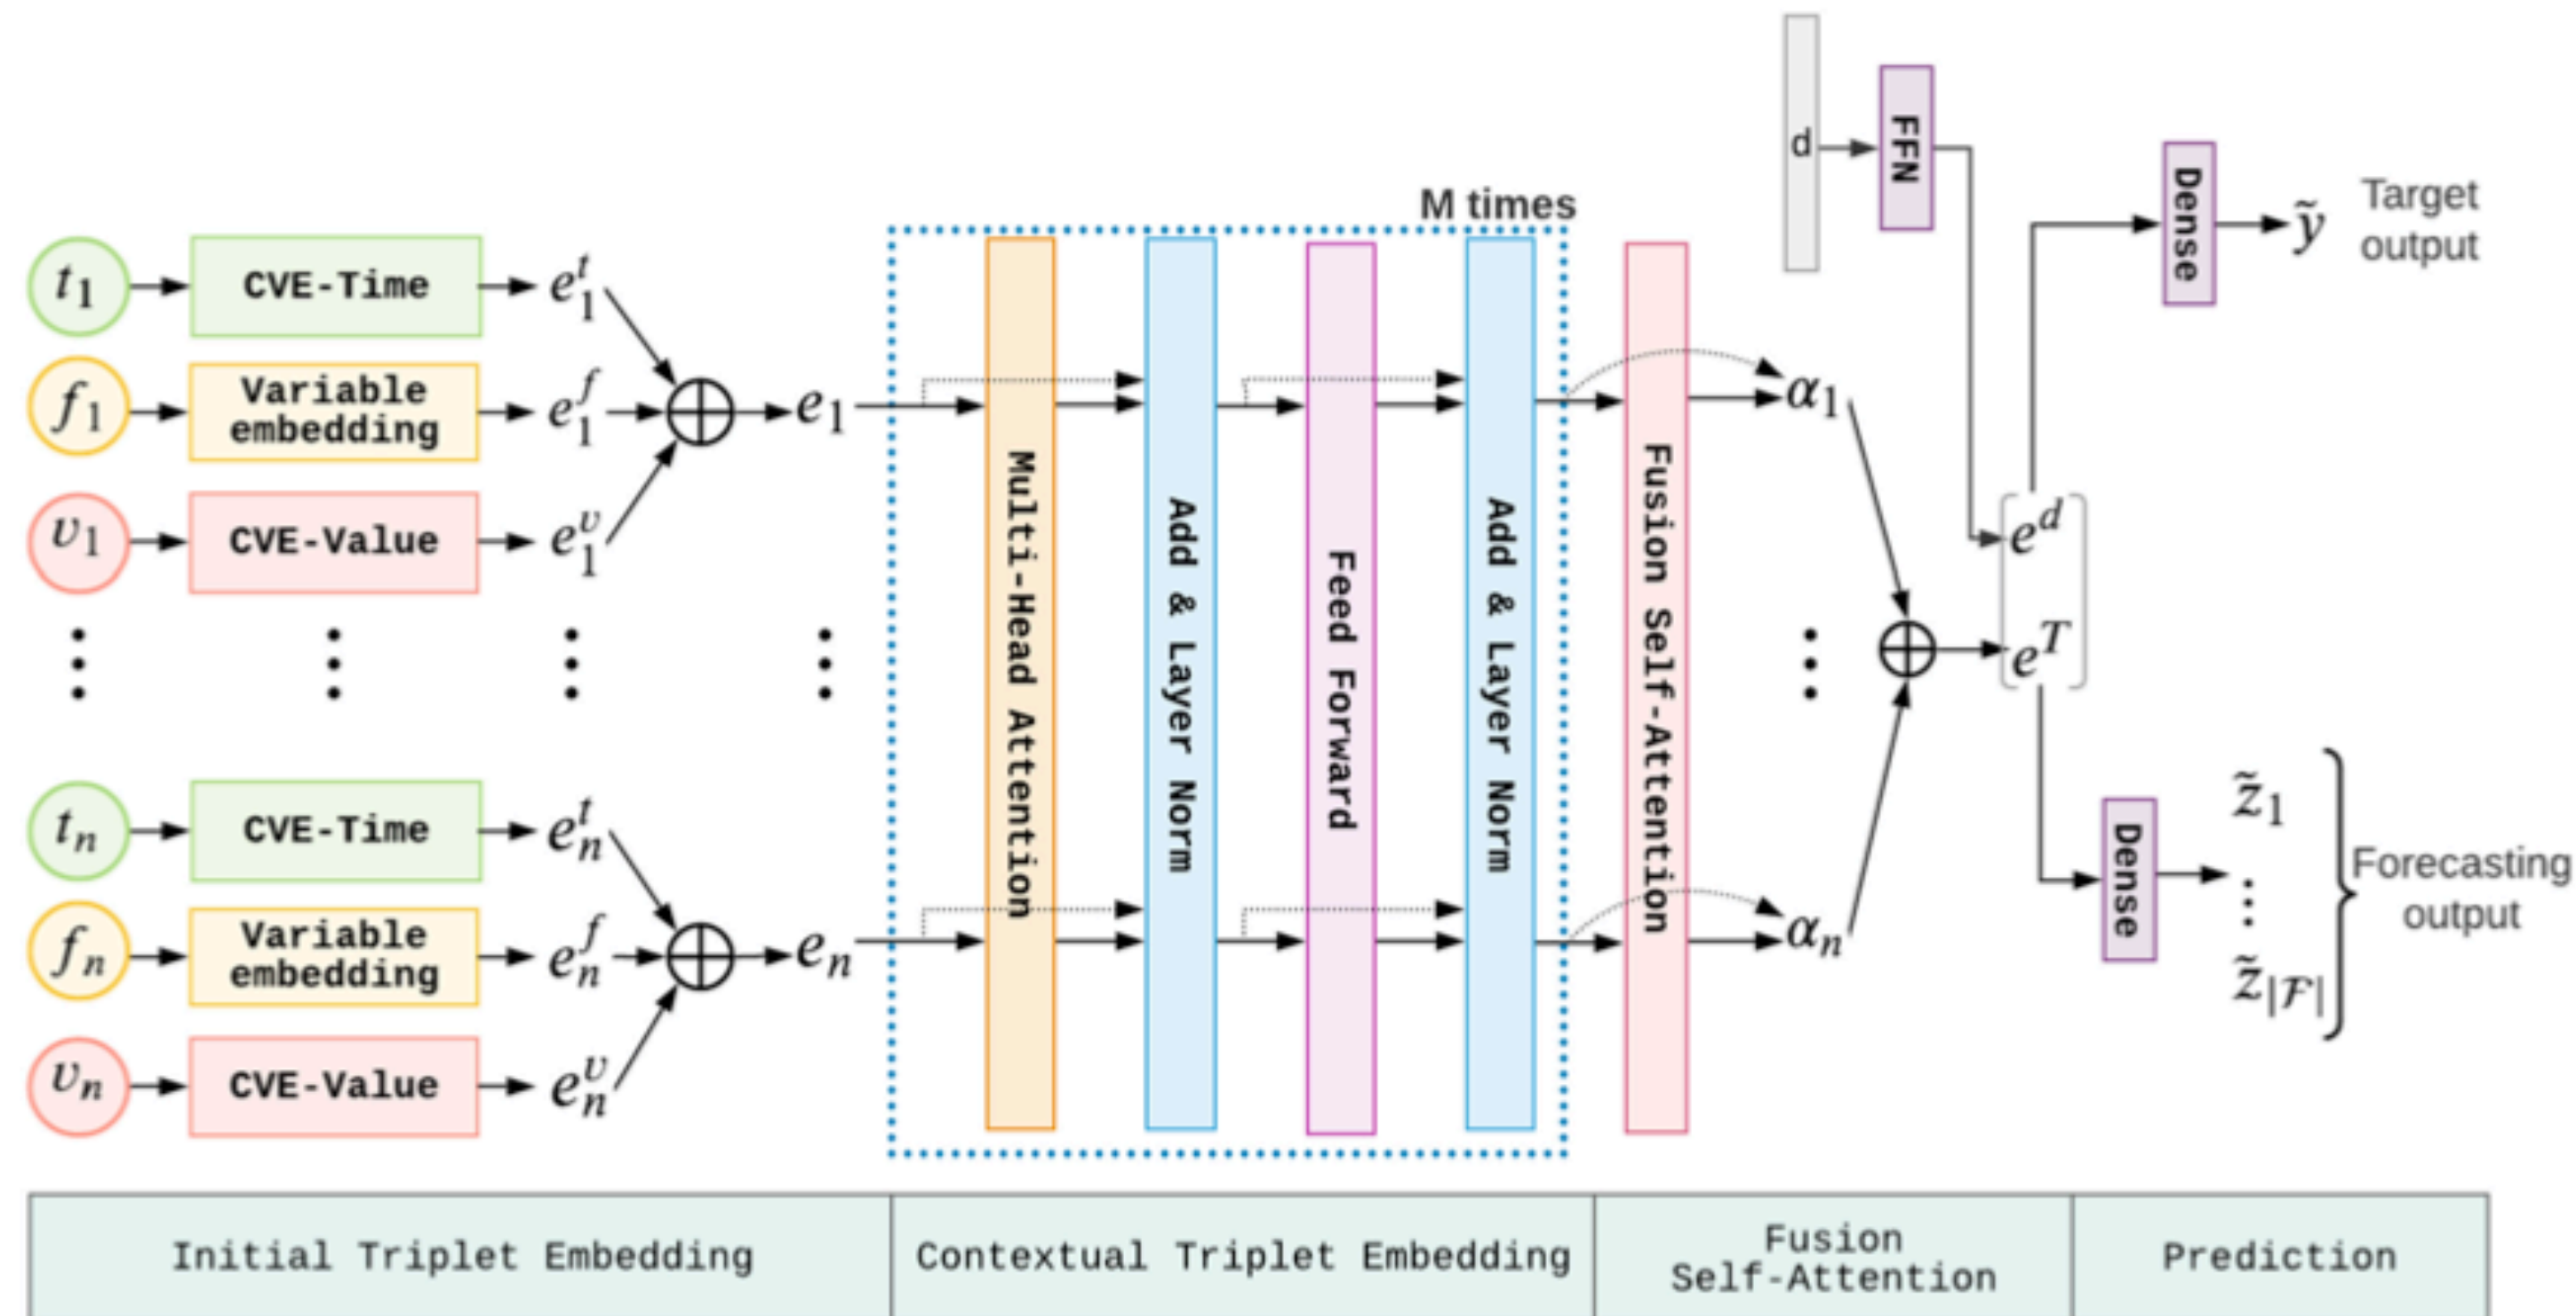 d
FFN
Dense
ỹ
Target
output
M times
t₁
CVE-Time
e₁ᵗ
f₁
Variable
embedding
e₁ᶠ
e₁
v₁
CVE-Value
e₁ᵛ
Multi-Head Attention
Add & Layer Norm
Feed Forward
Add & Layer Norm
Fusion Self-Attention
α₁
eᵈ
eᵀ
tₙ
CVE-Time
eₙᵗ
fₙ
Variable
embedding
eₙᶠ
eₙ
vₙ
CVE-Value
eₙᵛ
αₙ
Dense
z̃₁
⋮
z̃|ℱ|
Forecasting
output
Initial Triplet Embedding
Contextual Triplet Embedding
Fusion
Self-Attention
Prediction